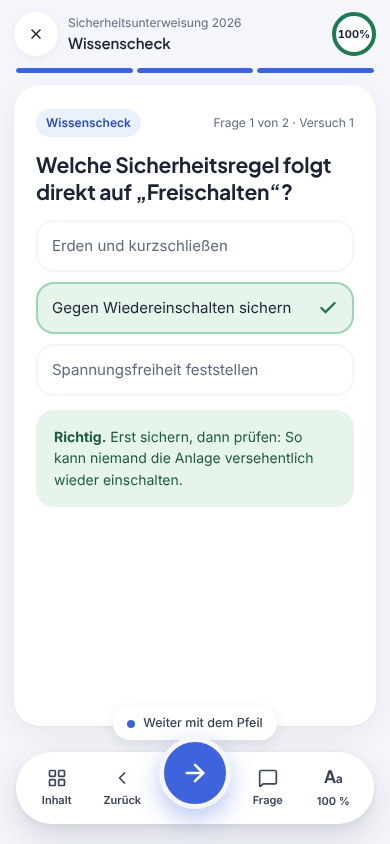 Sicherheitsunterweisung 2026
Wissenscheck
100%
Wissenscheck
Frage 1 von 2 · Versuch 1
Welche Sicherheitsregel folgt
direkt auf „Freischalten“?
Erden und kurzschließen
Gegen Wiedereinschalten sichern
Spannungsfreiheit feststellen
Richtig. Erst sichern, dann prüfen: So
kann niemand die Anlage versehentlich
wieder einschalten.
Weiter mit dem Pfeil
Inhalt
Zurück
Frage
Aa
100 %